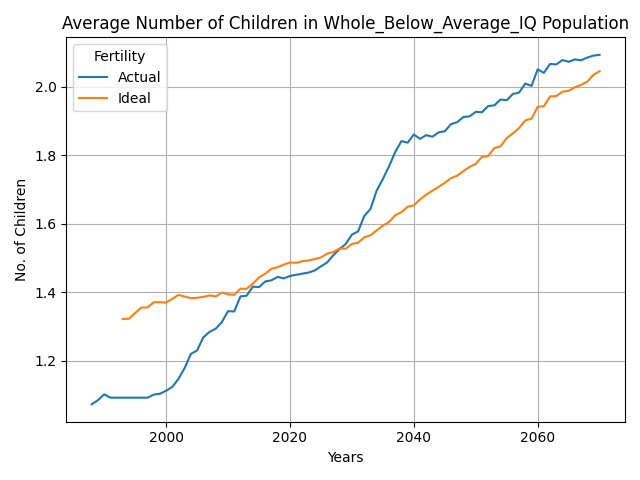 Average Number of Children in Whole_Below_Average_IQ Population
Fertility
Actual
Ideal
No. of Children
2.0
1.8
1.6
1.4
1.2
2000 2020 2040 2060
Years